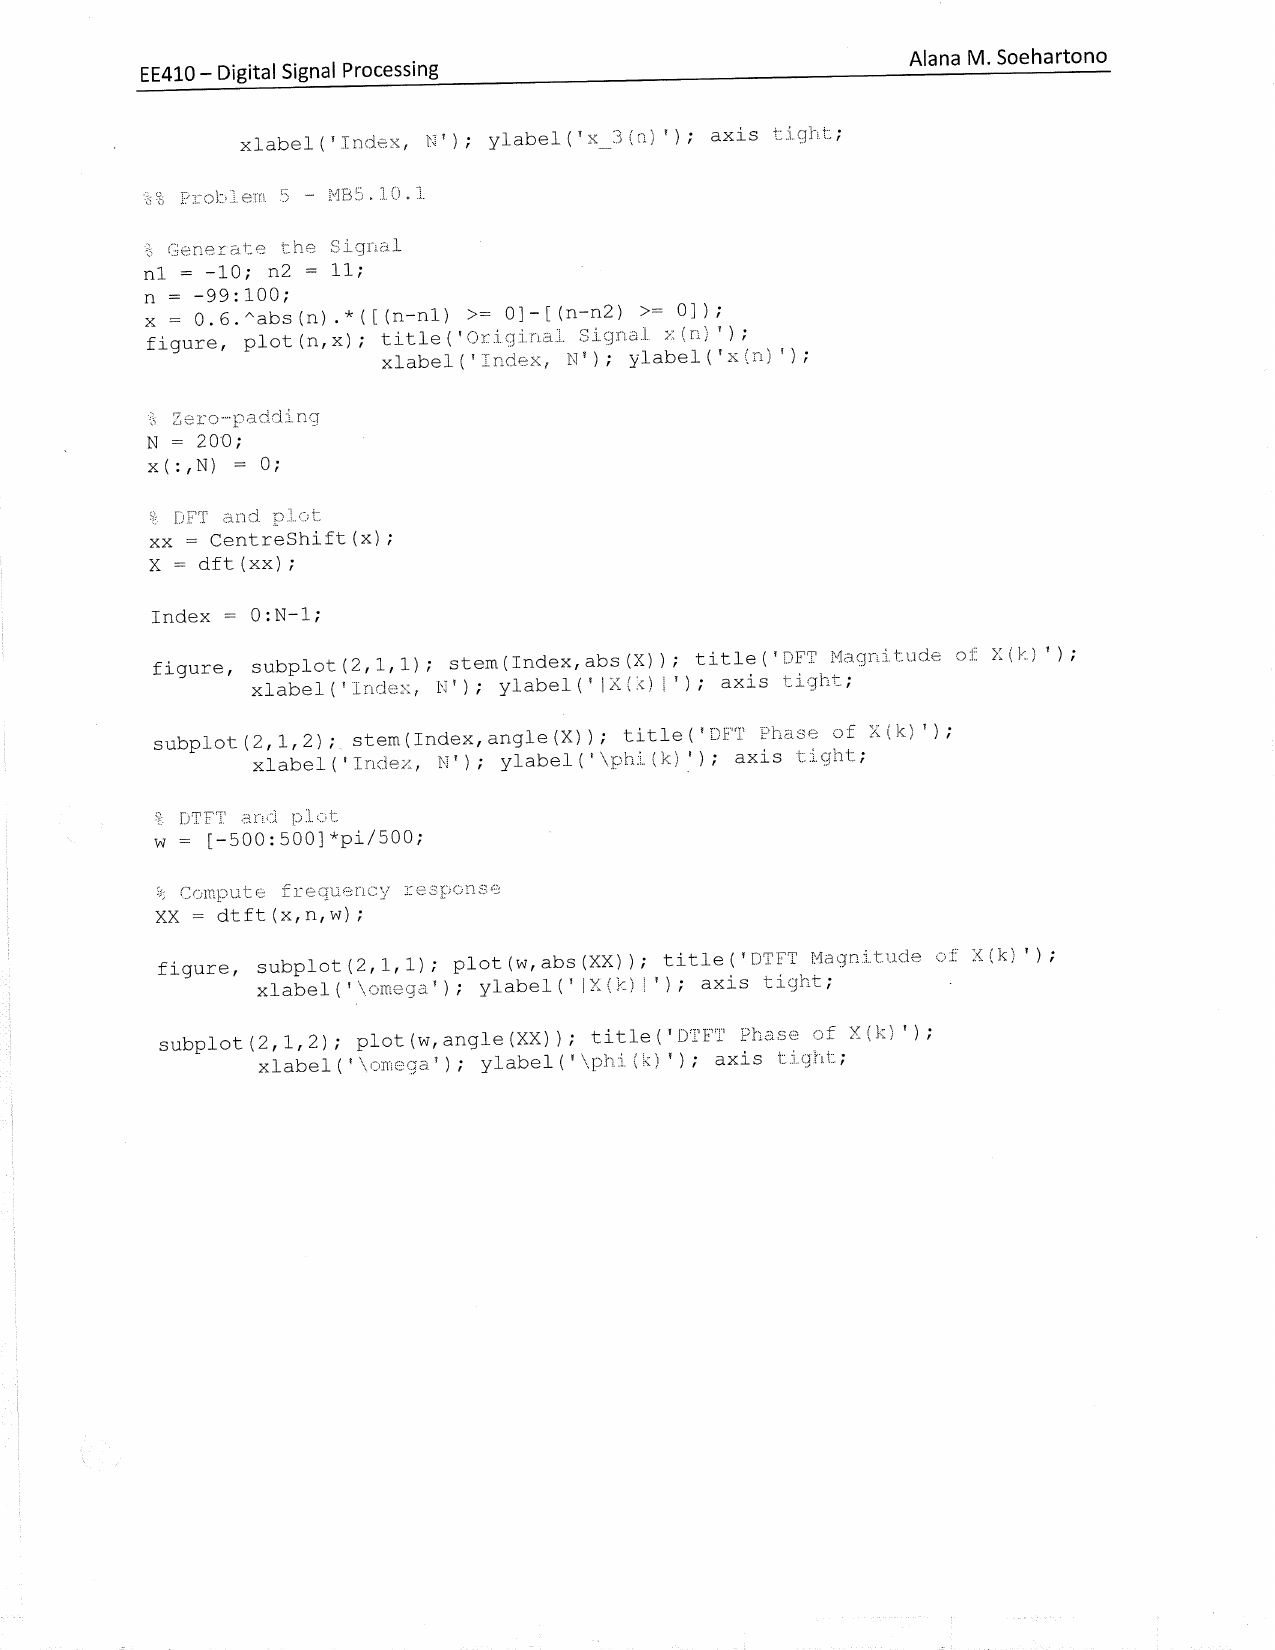 EE410 – Digital Signal Processing
Alana M. Soehartono
xlabel('Index, N'); ylabel('x_3(n)'); axis tight;
%% Problem 5 - MB5.10.1
% Generate the Signal
n1 = -10; n2 = 11;
n = -99:100;
x = 0.6.^abs(n).*([(n-n1) >= 0]-[(n-n2) >= 0]);
figure, plot(n,x); title('Original Signal x(n)');
xlabel('Index, N'); ylabel('x(n)');
% Zero-padding
N = 200;
x(:,N) = 0;
% DFT and plot
xx = CentreShift(x);
X = dft(xx);
Index = 0:N-1;
figure, subplot(2,1,1); stem(Index,abs(X)); title('DFT Magnitude of X(k)');
xlabel('Index, N'); ylabel('|X(k)|'); axis tight;
subplot(2,1,2); stem(Index,angle(X)); title('DFT Phase of X(k)');
xlabel('Index, N'); ylabel('\phi(k)'); axis tight;
% DTFT and plot
w = [-500:500]*pi/500;
% Compute frequency response
XX = dtft(x,n,w);
figure, subplot(2,1,1); plot(w,abs(XX)); title('DTFT Magnitude of X(k)');
xlabel('\omega'); ylabel('|X(k)|'); axis tight;
subplot(2,1,2); plot(w,angle(XX)); title('DTFT Phase of X(k)');
xlabel('\omega'); ylabel('\phi(k)'); axis tight;